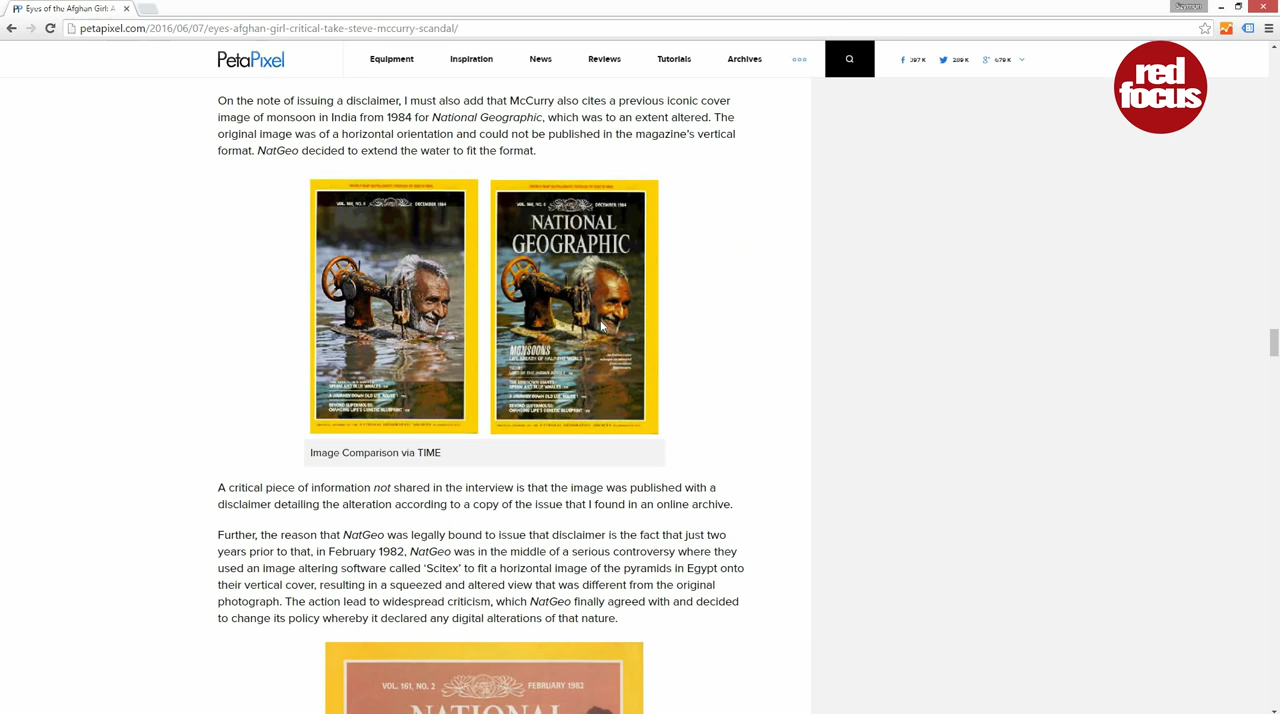 Eyes of the Afghan Girl: A
petapixel.com/2016/06/07/eyes-afghan-girl-critical-take-steve-mccurry-scandal/
PetaPixel
Equipment Inspiration News Reviews Tutorials Archives
397 K 289 K 679 K
red
focus
On the note of issuing a disclaimer, I must also add that McCurry also cites a previous iconic cover
image of monsoon in India from 1984 for National Geographic, which was to an extent altered. The
original image was of a horizontal orientation and could not be published in the magazine's vertical
format. NatGeo decided to extend the water to fit the format.
DECEMBER 1984
DECEMBER 1984
NATIONAL
GEOGRAPHIC
MONSOONS
Image Comparison via TIME
A critical piece of information not shared in the interview is that the image was published with a
disclaimer detailing the alteration according to a copy of the issue that I found in an online archive.
Further, the reason that NatGeo was legally bound to issue that disclaimer is the fact that just two
years prior to that, in February 1982, NatGeo was in the middle of a serious controversy where they
used an image altering software called ‘Scitex’ to fit a horizontal image of the pyramids in Egypt onto
their vertical cover, resulting in a squeezed and altered view that was different from the original
photograph. The action lead to widespread criticism, which NatGeo finally agreed with and decided
to change its policy whereby it declared any digital alterations of that nature.
VOL. 161, NO. 2 FEBRUARY 1982
NATIONAL